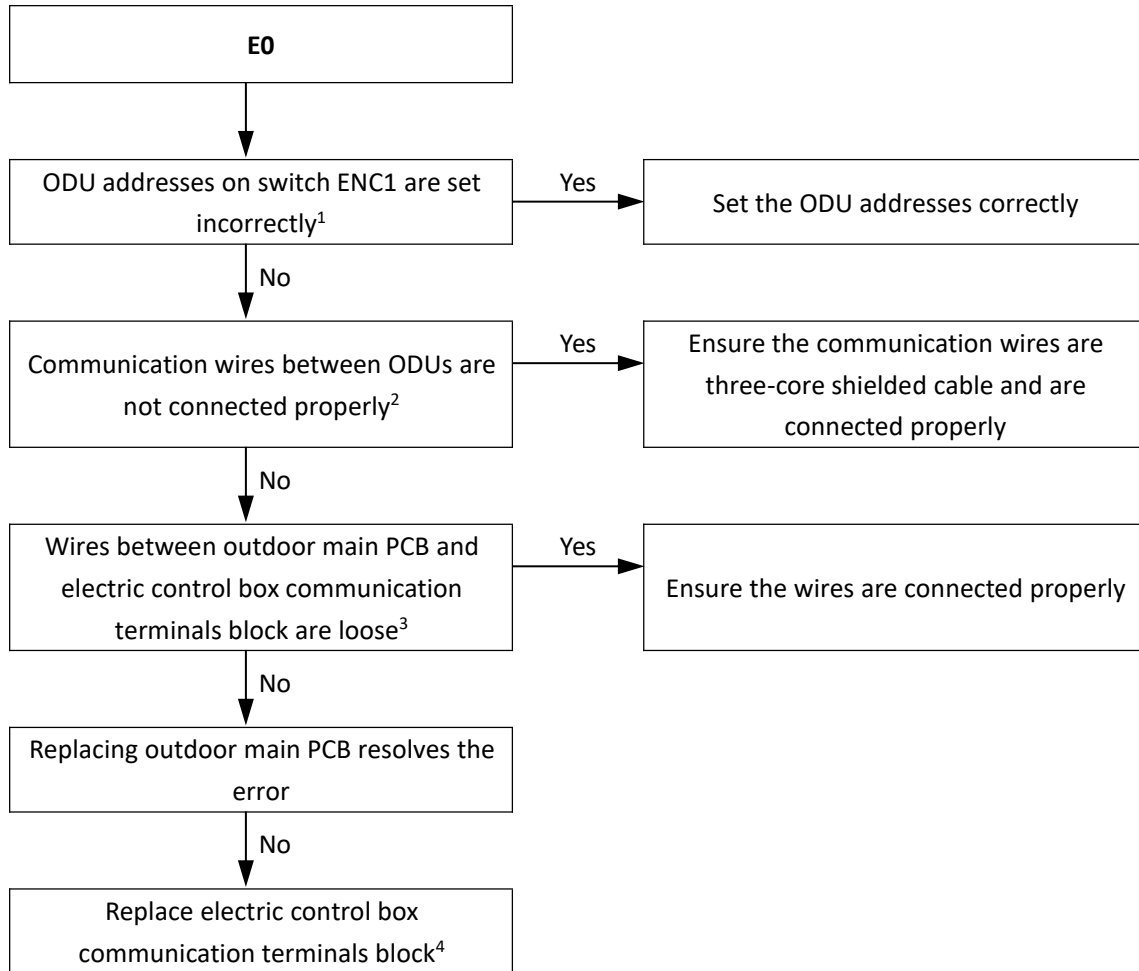 E0
ODU addresses on switch ENC1 are set
incorrectly¹
Yes
Set the ODU addresses correctly
No
Communication wires between ODUs are
not connected properly²
Yes
Ensure the communication wires are
three-core shielded cable and are
connected properly
No
Wires between outdoor main PCB and
electric control box communication
terminals block are loose³
Yes
Ensure the wires are connected properly
No
Replacing outdoor main PCB resolves the
error
No
Replace electric control box
communication terminals block⁴